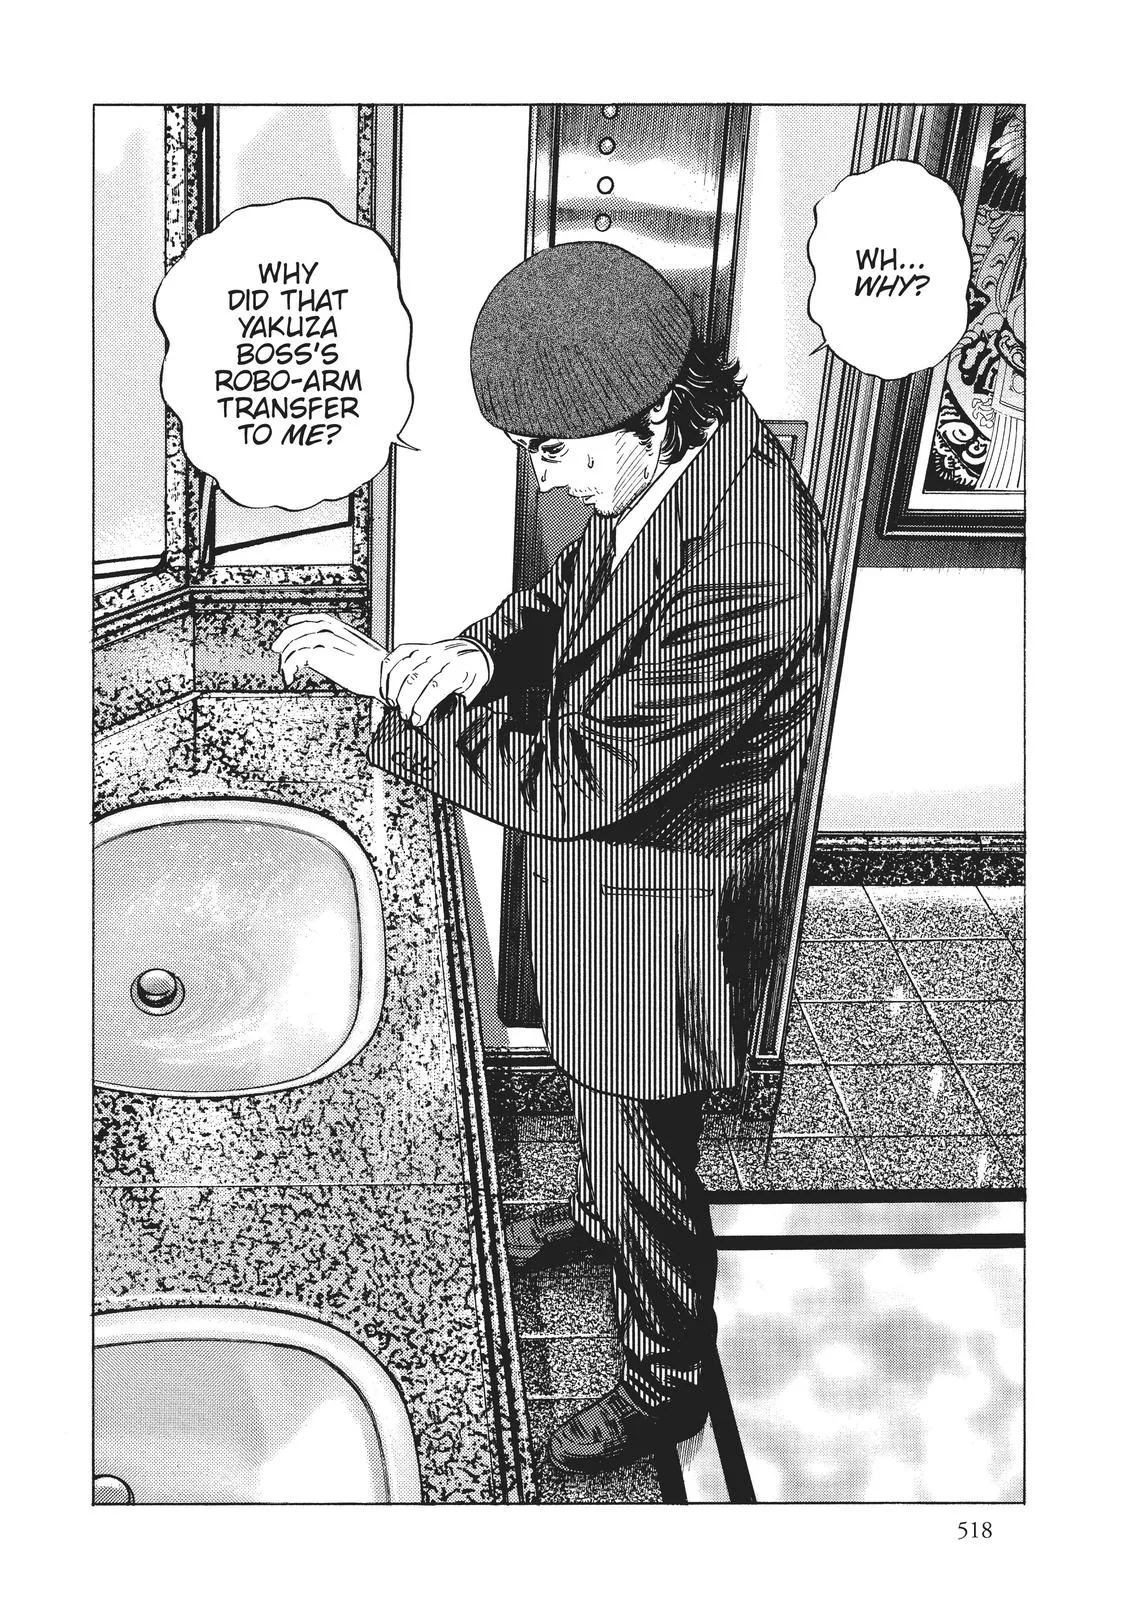 WH...
WHY?
WHY
DID THAT
YAKUZA
BOSS'S
ROBO-ARM
TRANSFER
TO ME?
518